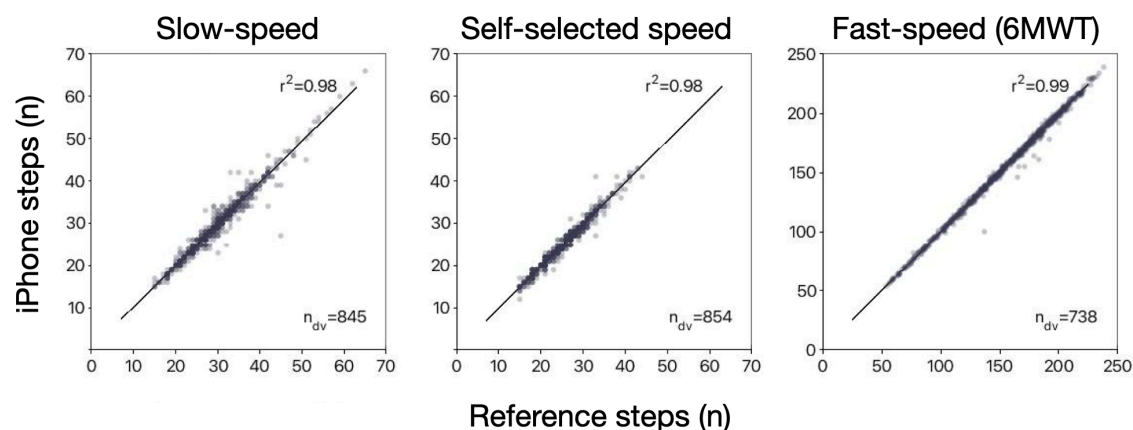 Slow-speed
Self-selected speed
Fast-speed (6MWT)
iPhone steps (n)
70
60
50
40
30
20
10
r²=0.98
n_dv=845
0 10 20 30 40 50 60 70
70
60
50
40
30
20
10
r²=0.98
n_dv=854
0 10 20 30 40 50 60 70
250
200
150
100
50
0
r²=0.99
n_dv=738
0 50 100 150 200 250
Reference steps (n)